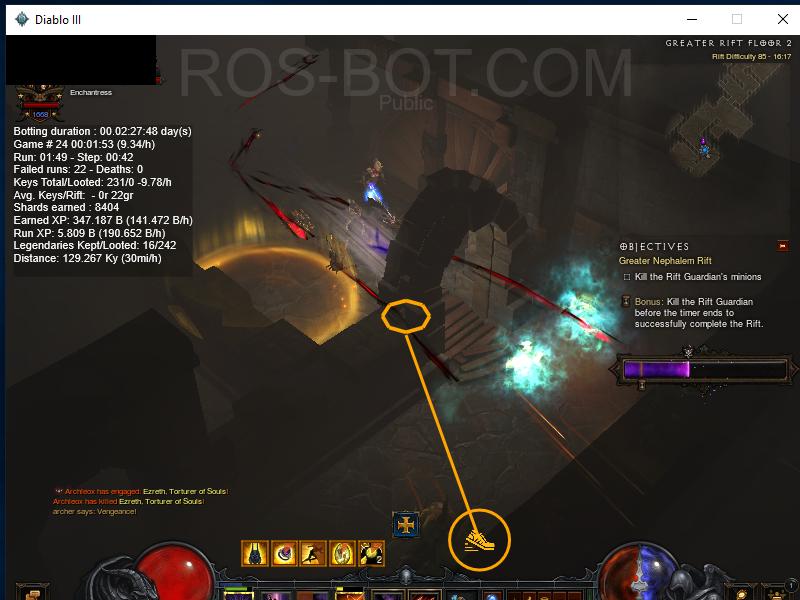 Diablo III
GREATER RIFT FLOOR 2
Rift Difficulty 85 - 16:17
ROS-BOT.COM
Public
Enchantress
1668
Botting duration : 00.02:27:48 day(s)
Game # 24 00:01:53 (9.34/h)
Run: 01:49 - Step: 00:42
Failed runs: 22 - Deaths: 0
Keys Total/Looted: 231/0 -9.78/h
Avg. Keys/Rift:  - 0r 22gr
Shards earned : 8404
Earned XP: 347.187 B (141.472 B/h)
Run XP: 5.809 B (190.652 B/h)
Legendaries Kept/Looted: 16/242
Distance: 129.267 Ky (30mi/h)
OBJECTIVES
Greater Nephalem Rift
Kill the Rift Guardian's minions
Bonus: Kill the Rift Guardian
before the timer ends to
successfully complete the Rift.
Archleox has engaged Ezreth, Torturer of Souls!
Archleox has killed Ezreth, Torturer of Souls!
archer says: Vengeance!
2
1